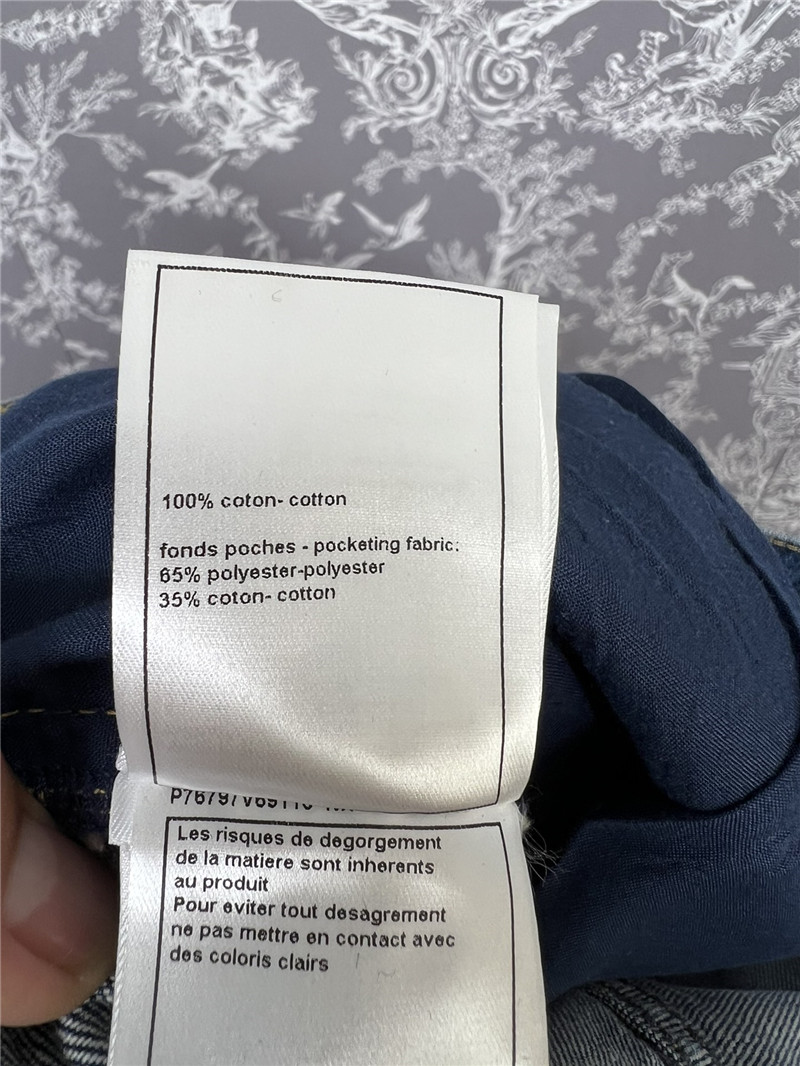 100% coton- cotton
fonds poches - pocketing fabric:
65% polyester-polyester
35% coton- cotton
Les risques de degorgement
de la matiere sont inherents
au produit
Pour eviter tout desagrement
ne pas mettre en contact avec
des coloris clairs